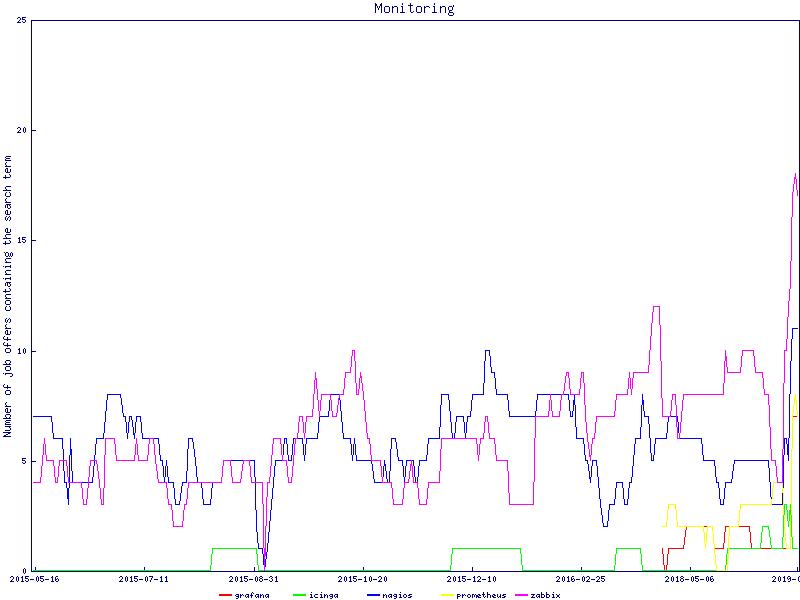 Monitoring
Number of job offers containing the search term
25
20
15
10
5
0
2015-05-16 2015-07-11 2015-08-31 2015-10-20 2015-12-10 2016-02-25 2018-05-06 2019-0
grafana icinga nagios prometheus zabbix